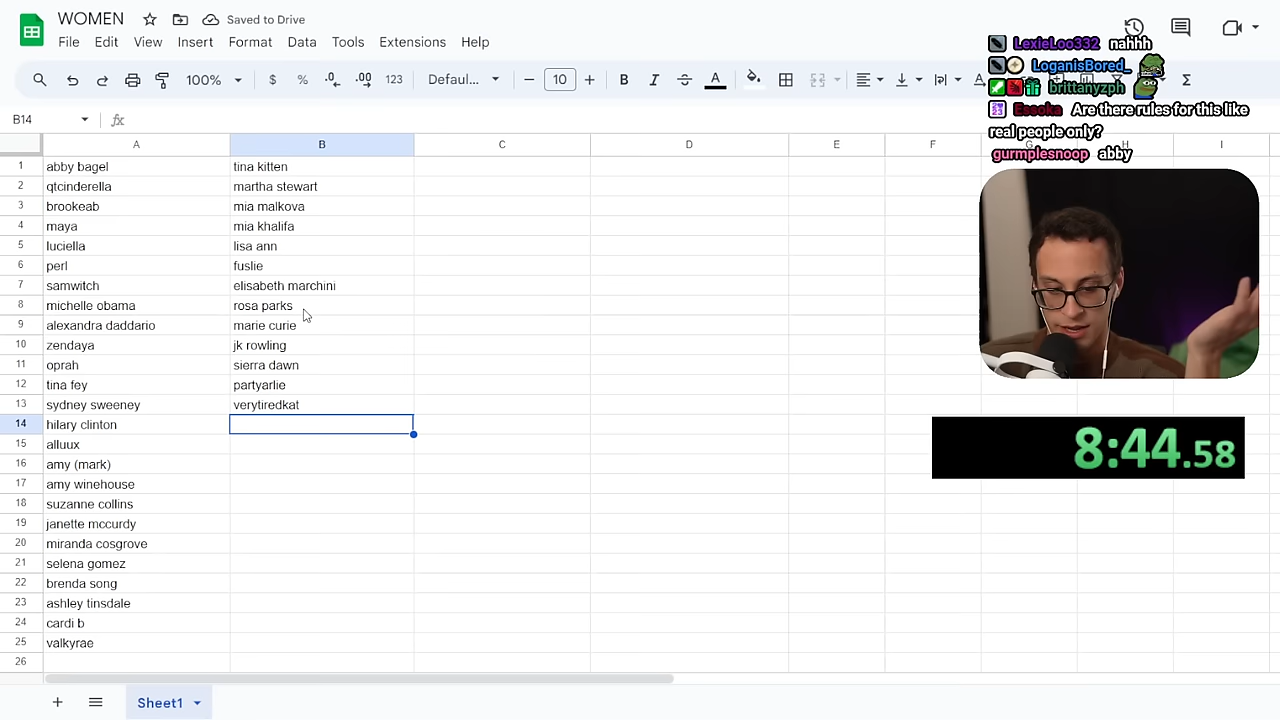 WOMEN
Saved to Drive
File Edit View Insert Format Data Tools Extensions Help
100% $ % .0 .00 123 Defaul... 10 B I A
B14 fx
A B C D E F G H I
1 abby bagel tina kitten
2 qtcinderella martha stewart
3 brookeab mia malkova
4 maya mia khalifa
5 luciella lisa ann
6 perl fuslie
7 samwitch elisabeth marchini
8 michelle obama rosa parks
9 alexandra daddario marie curie
10 zendaya jk rowling
11 oprah sierra dawn
12 tina fey partyarlie
13 sydney sweeney verytiredkat
14 hilary clinton
15 alluux
16 amy (mark)
17 amy winehouse
18 suzanne collins
19 janette mccurdy
20 miranda cosgrove
21 selena gomez
22 brenda song
23 ashley tinsdale
24 cardi b
25 valkyrae
26
Sheet1
LexieLoo332 nahhh
LoganisBored_
brittanyzph
Essoka Are there rules for this like
real people only?
gurmplesnoop abby
8:44.58